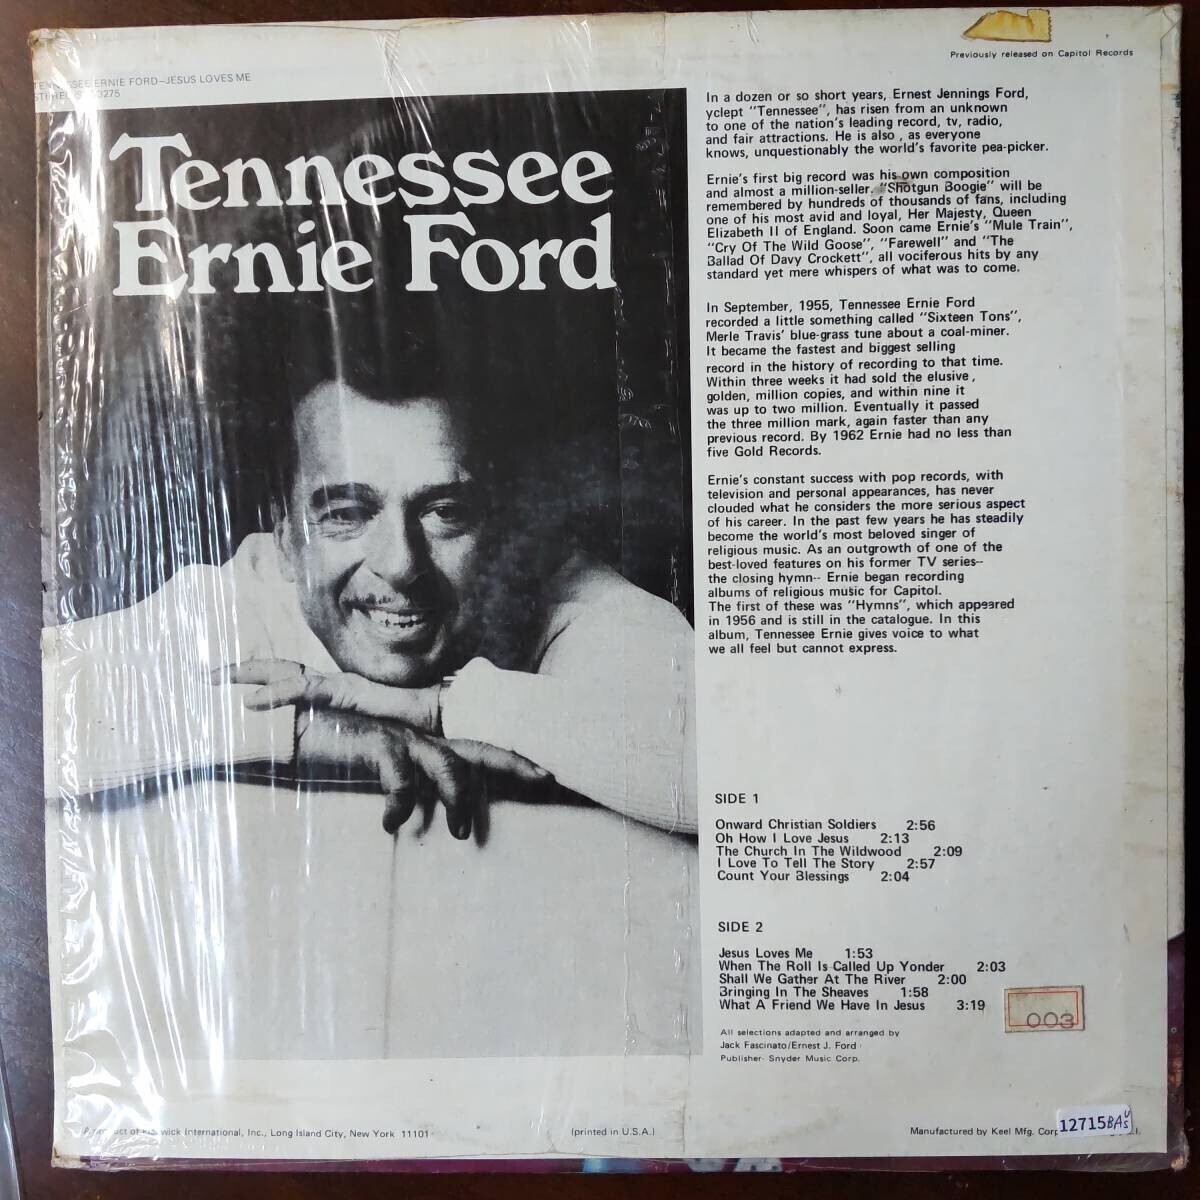 Previously released on Capitol Records
ERNIE FORD—JESUS LOVES ME
3275
Tennessee
Ernie Ford
In a dozen or so short years, Ernest Jennings Ford,
yclept "Tennessee", has risen from an unknown
to one of the nation's leading record, tv, radio,
and fair attractions. He is also , as everyone
knows, unquestionably the world's favorite pea-picker.
Ernie's first big record was his own composition
and almost a million-seller. "Shotgun Boogie" will be
remembered by hundreds of thousands of fans, including
one of his most avid and loyal, Her Majesty, Queen
Elizabeth II of England. Soon came Ernie's "Mule Train",
"Cry Of The Wild Goose", "Farewell" and "The
Ballad Of Davy Crockett", all vociferous hits by any
standard yet mere whispers of what was to come.
In September, 1955, Tennessee Ernie Ford
recorded a little something called "Sixteen Tons",
Merle Travis' blue-grass tune about a coal-miner.
It became the fastest and biggest selling
record in the history of recording to that time.
Within three weeks it had sold the elusive,
golden, million copies, and within nine it
was up to two million. Eventually it passed
the three million mark, again faster than any
previous record. By 1962 Ernie had no less than
five Gold Records.
Ernie's constant success with pop records, with
television and personal appearances, has never
clouded what he considers the more serious aspect
of his career. In the past few years he has steadily
become the world's most beloved singer of
religious music. As an outgrowth of one of the
best-loved features on his former TV series--
the closing hymn-- Ernie began recording
albums of religious music for Capitol.
The first of these was "Hymns", which appeared
in 1956 and is still in the catalogue. In this
album, Tennessee Ernie gives voice to what
we all feel but cannot express.
SIDE 1
Onward Christian Soldiers 2:56
Oh How I Love Jesus 2:13
The Church In The Wildwood 2:09
I Love To Tell The Story 2:57
Count Your Blessings 2:04
SIDE 2
Jesus Loves Me 1:53
When The Roll Is Called Up Yonder 2:03
Shall We Gather At The River 2:00
Bringing In The Sheaves 1:58
What A Friend We Have In Jesus 3:19
003
All selections adapted and arranged by
Jack Fascinato/Ernest J. Ford
Publisher- Snyder Music Corp.
of International, Inc., Long Island City, New York 11101
(printed in U.S.A.)
Manufactured by Keel Mfg.
12715BA